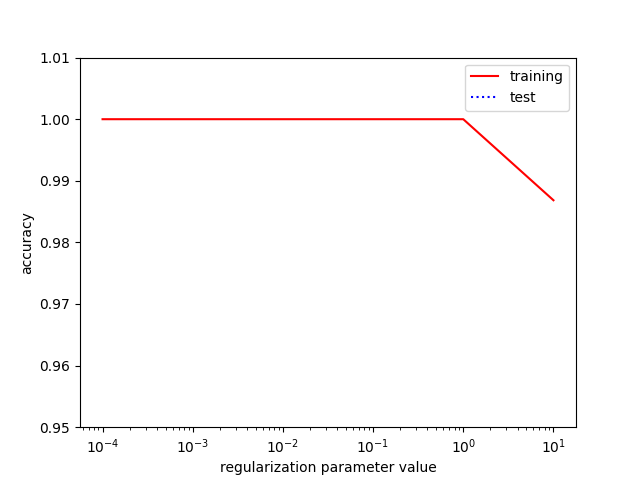 1.01
1.00
0.99
0.98
0.97
0.96
0.95
accuracy
training
test
10⁻⁴ 10⁻³ 10⁻² 10⁻¹ 10⁰ 10¹
regularization parameter value